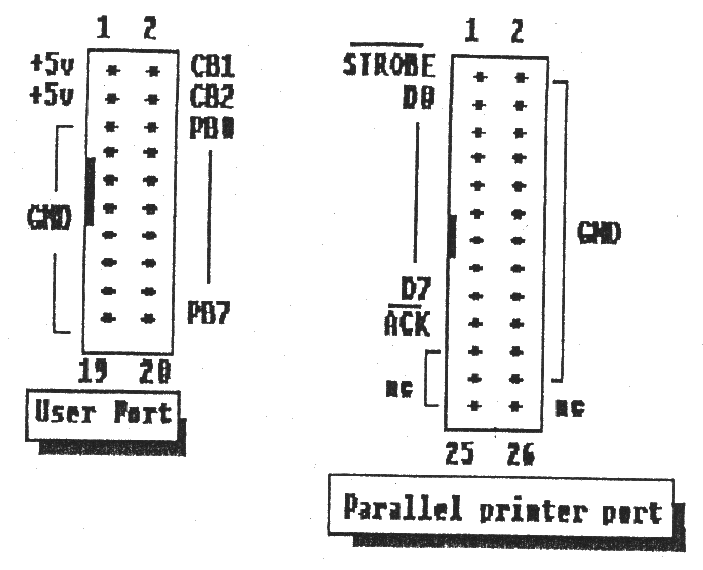 1 2
+5v CB1
+5v CB2
PB0
GND
PB7
19 20
User Port
1 2
STROBE
D0
GND
D7
ACK
nc
nc
25 26
Parallel printer port